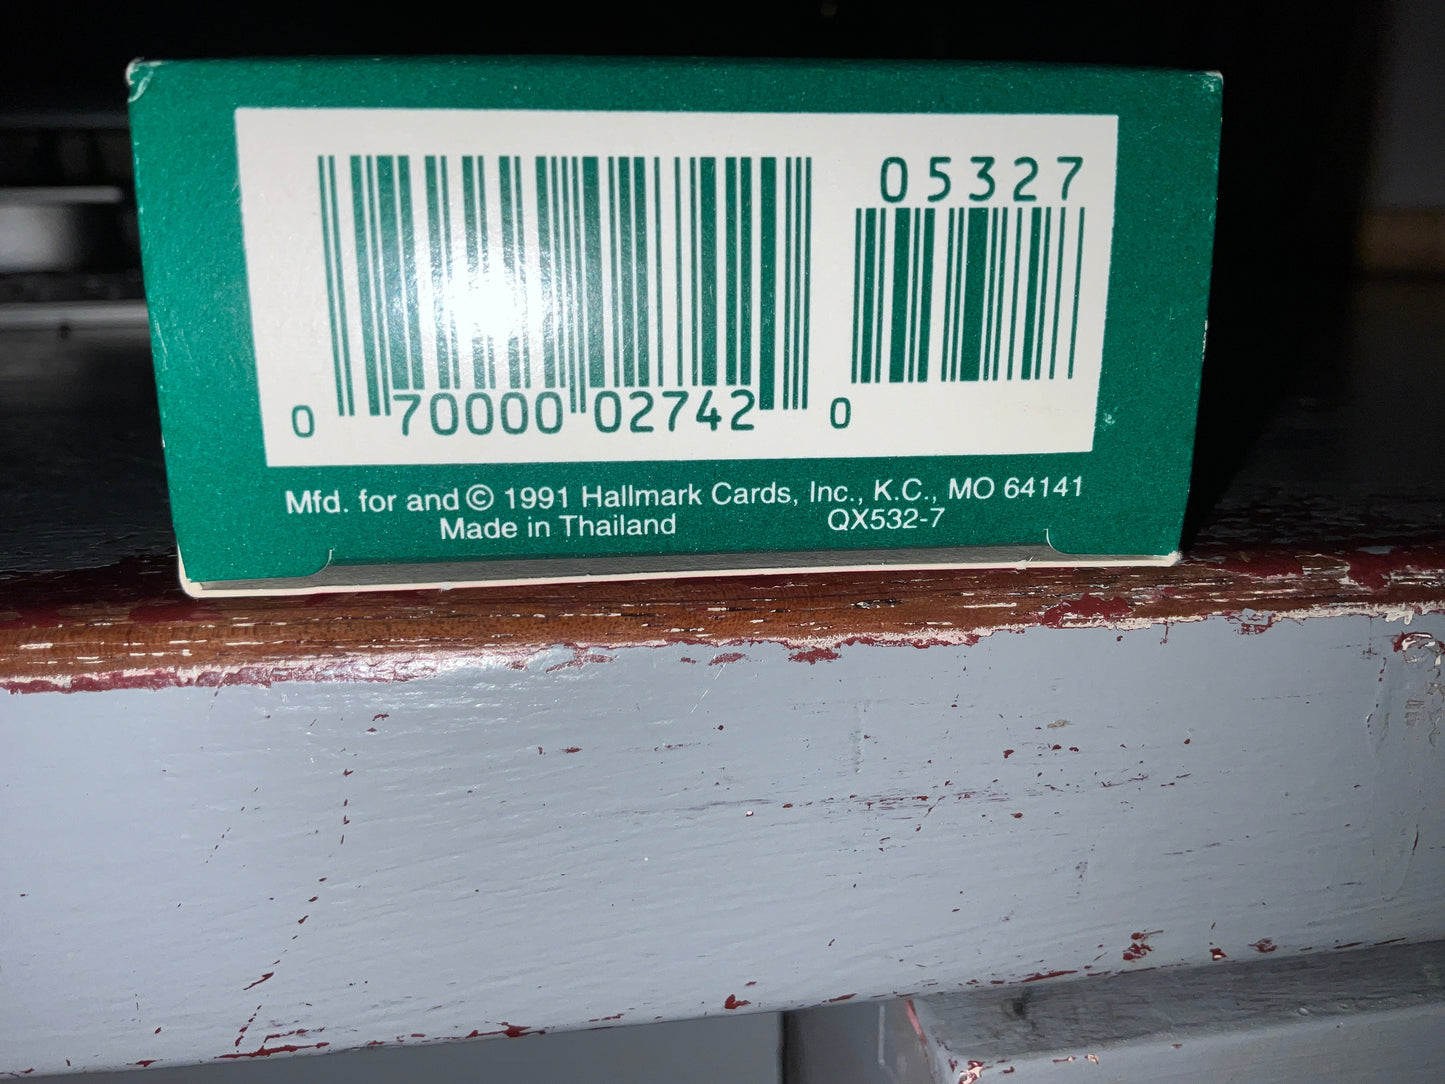 05327
0 70000 02742 0
Mfd. for and © 1991 Hallmark Cards, Inc., K.C., MO 64141
Made in Thailand QX532-7